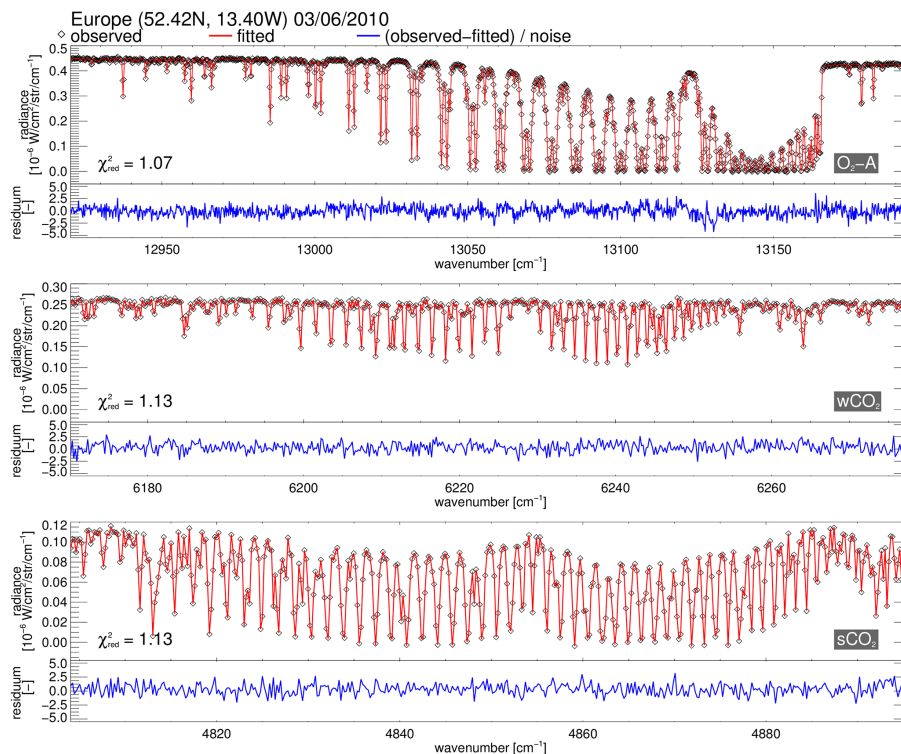 Europe (52.42N, 13.40W) 03/06/2010
observed fitted (observed-fitted) / noise
radiance
[10⁻⁶ W/cm²/str/cm⁻¹]
0.5
0.4
0.3
0.2
0.1
0.0
χ²red = 1.07
O₂-A
residuum
[-]
5.0
2.5
0.0
-2.5
-5.0
12950 13000 13050 13100 13150
wavenumber [cm⁻¹]
radiance
[10⁻⁶ W/cm²/str/cm⁻¹]
0.30
0.25
0.20
0.15
0.10
0.05
0.00
χ²red = 1.13
wCO₂
residuum
[-]
5.0
2.5
0.0
-2.5
-5.0
6180 6200 6220 6240 6260
wavenumber [cm⁻¹]
radiance
[10⁻⁶ W/cm²/str/cm⁻¹]
0.12
0.10
0.08
0.06
0.04
0.02
0.00
χ²red = 1.13
sCO₂
residuum
[-]
5.0
2.5
0.0
-2.5
-5.0
4820 4840 4860 4880
wavenumber [cm⁻¹]